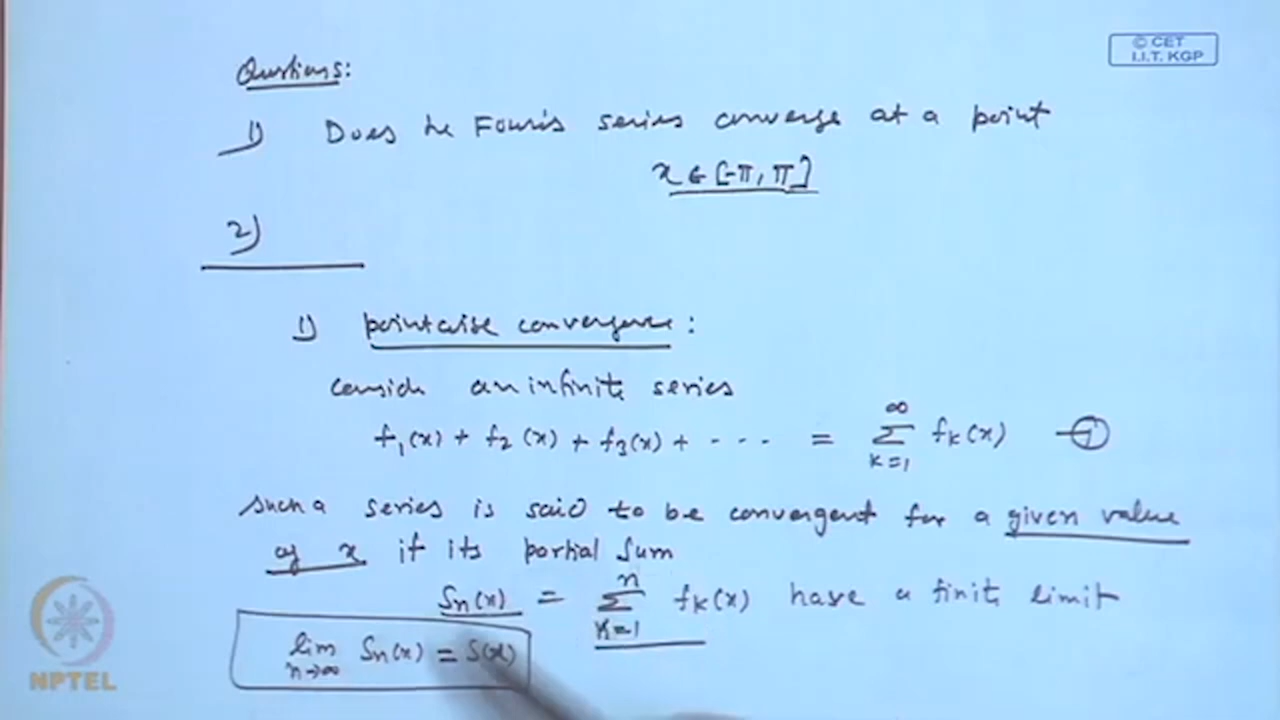 © CET
I.I.T. KGP
Questions:
1) Does the Fourier series converge at a point
x ∈ [-π, π]
2)
1) pointwise convergence:
Consider an infinite series
f₁(x) + f₂(x) + f₃(x) + ---- = ∑_{k=1}^{∞} fₖ(x) —①
Such a series is said to be convergent for a given value
of x if its partial sum
Sₙ(x) = ∑_{k=1}^{n} fₖ(x) have a finite limit
lim_{n→∞} Sₙ(x) = S(x)
NPTEL